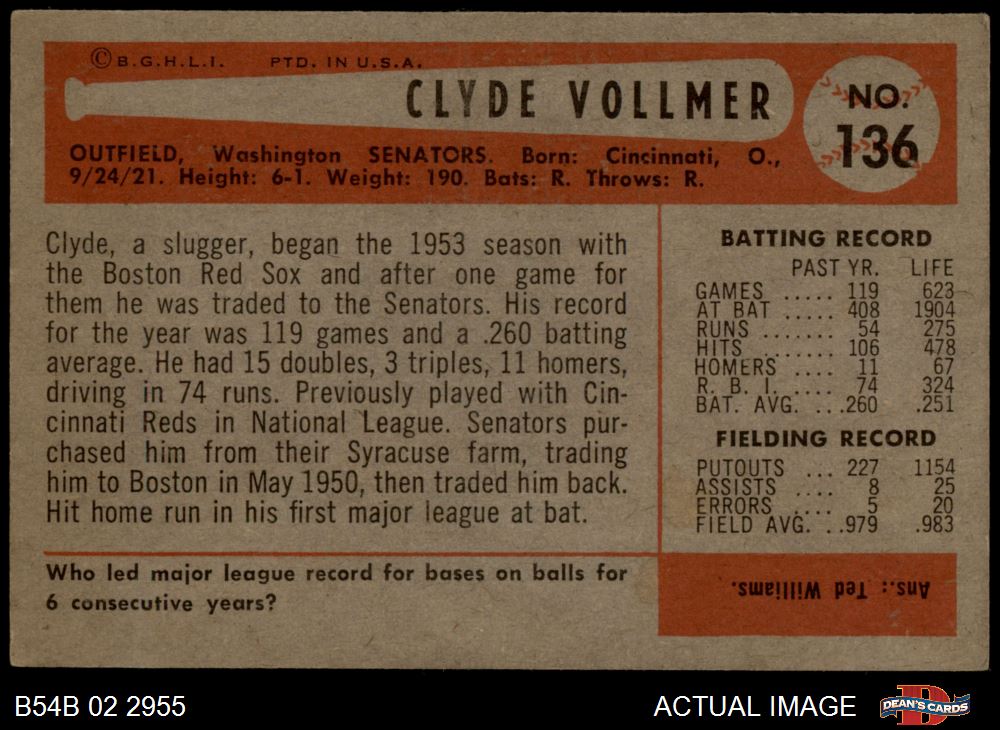 ©B.G.H.L.I. PTD. IN U.S.A.
CLYDE VOLLMER
NO.
136
OUTFIELD, Washington SENATORS. Born: Cincinnati, O.,
9/24/21. Height: 6-1. Weight: 190. Bats: R. Throws: R.
Clyde, a slugger, began the 1953 season with
the Boston Red Sox and after one game for
them he was traded to the Senators. His record
for the year was 119 games and a .260 batting
average. He had 15 doubles, 3 triples, 11 homers,
driving in 74 runs. Previously played with Cin-
cinnati Reds in National League. Senators pur-
chased him from their Syracuse farm, trading
him to Boston in May 1950, then traded him back.
Hit home run in his first major league at bat.
BATTING RECORD
PAST YR. LIFE
GAMES ..... 119 623
AT BAT ..... 408 1904
RUNS ....... 54 275
HITS ....... 106 478
HOMERS .... 11 67
R. B. I. .... 74 324
BAT. AVG. ...260 .251
FIELDING RECORD
PUTOUTS ... 227 1154
ASSISTS .... 8 25
ERRORS .... 5 20
FIELD AVG. ..979 .983
Who led major league record for bases on balls for
6 consecutive years?
Ans.: Ted Williams.
B54B 02 2955
ACTUAL IMAGE
D
DEAN'S CARDS